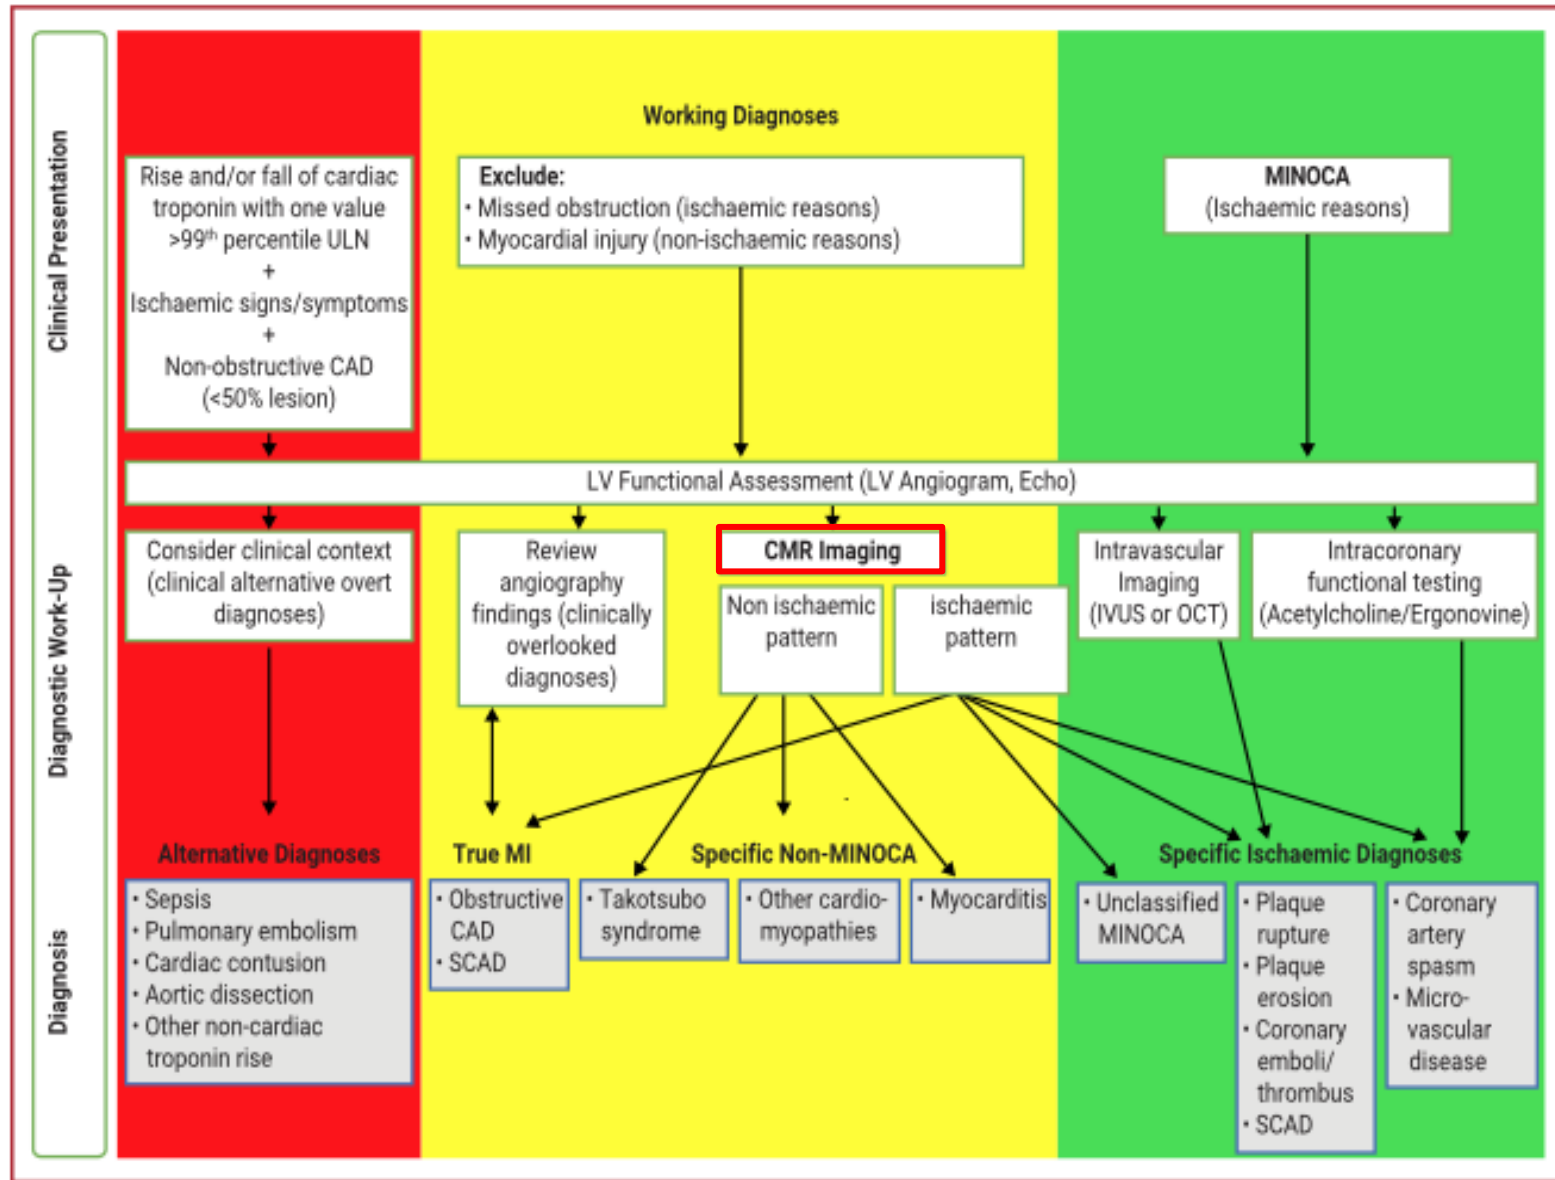 Clinical Presentation
Working Diagnoses
Rise and/or fall of cardiac
troponin with one value
>99th percentile ULN
+
Ischaemic signs/symptoms
+
Non-obstructive CAD
(<50% lesion)
Exclude:
• Missed obstruction (ischaemic reasons)
• Myocardial injury (non-ischaemic reasons)
MINOCA
(Ischaemic reasons)
LV Functional Assessment (LV Angiogram, Echo)
Diagnostic Work-Up
Consider clinical context
(clinical alternative overt
diagnoses)
Review
angiography
findings (clinically
overlooked
diagnoses)
CMR Imaging
Non ischaemic
pattern
ischaemic
pattern
Intravascular
Imaging
(IVUS or OCT)
Intracoronary
functional testing
(Acetylcholine/Ergonovine)
Diagnosis
Alternative Diagnoses
• Sepsis
• Pulmonary embolism
• Cardiac contusion
• Aortic dissection
• Other non-cardiac
troponin rise
True MI
• Obstructive
CAD
• SCAD
Specific Non-MINOCA
• Takotsubo
syndrome
• Other cardio-
myopathies
• Myocarditis
Specific Ischaemic Diagnoses
• Unclassified
MINOCA
• Plaque
rupture
• Plaque
erosion
• Coronary
emboli/
thrombus
• SCAD
• Coronary
artery
spasm
• Micro-
vascular
disease